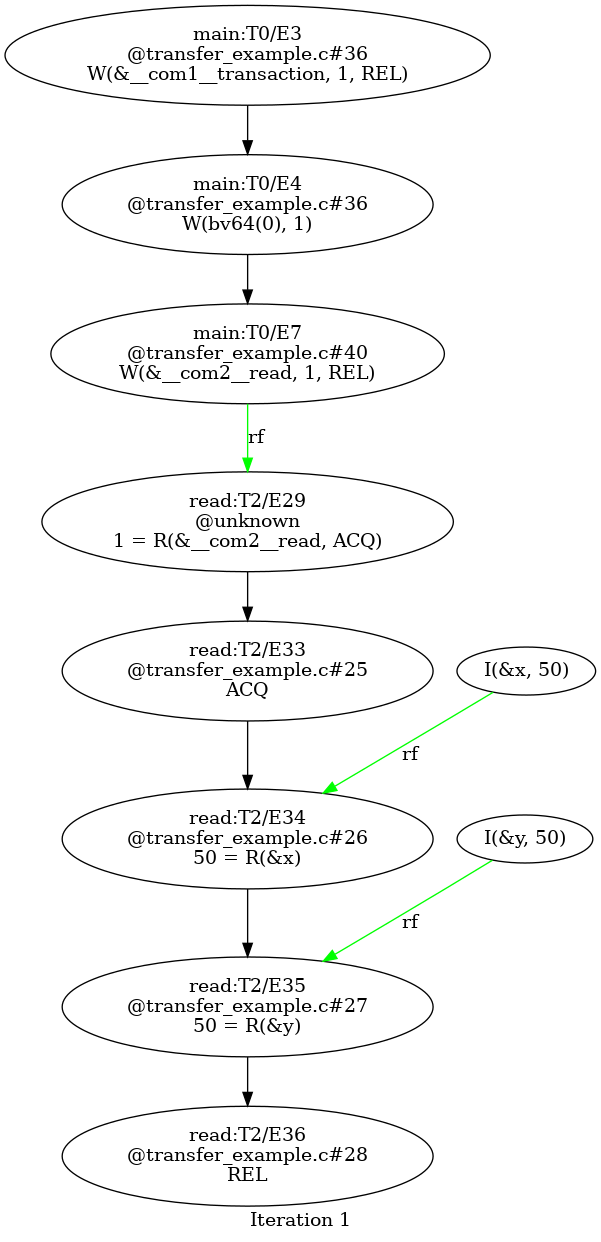 main:T0/E3
@transfer_example.c#36
W(&__com1__transaction, 1, REL)
main:T0/E4
@transfer_example.c#36
W(bv64(0), 1)
main:T0/E7
@transfer_example.c#40
W(&__com2__read, 1, REL)
rf
read:T2/E29
@unknown
1 = R(&__com2__read, ACQ)
read:T2/E33
@transfer_example.c#25
ACQ
I(&x, 50)
rf
read:T2/E34
@transfer_example.c#26
50 = R(&x)
I(&y, 50)
rf
read:T2/E35
@transfer_example.c#27
50 = R(&y)
read:T2/E36
@transfer_example.c#28
REL
Iteration 1